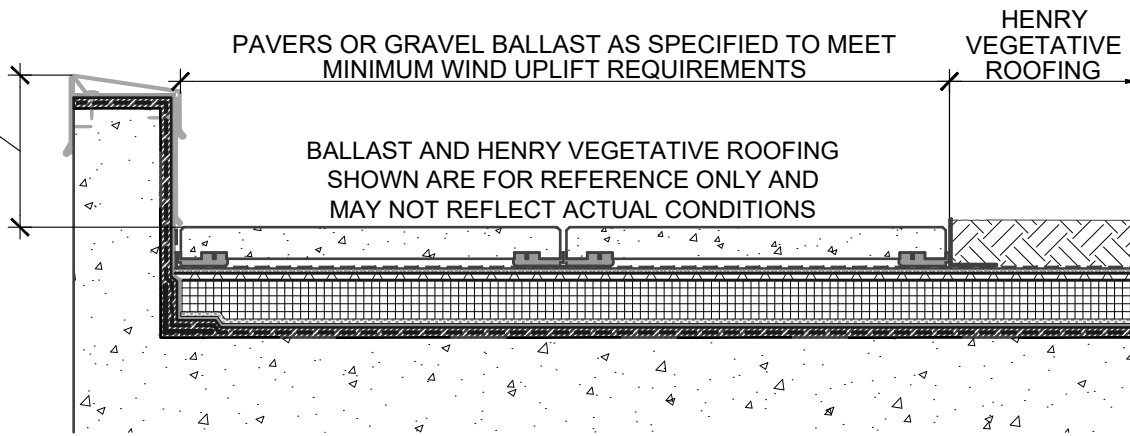 PAVERS OR GRAVEL BALLAST AS SPECIFIED TO MEET
MINIMUM WIND UPLIFT REQUIREMENTS
HENRY
VEGETATIVE
ROOFING
BALLAST AND HENRY VEGETATIVE ROOFING
SHOWN ARE FOR REFERENCE ONLY AND
MAY NOT REFLECT ACTUAL CONDITIONS